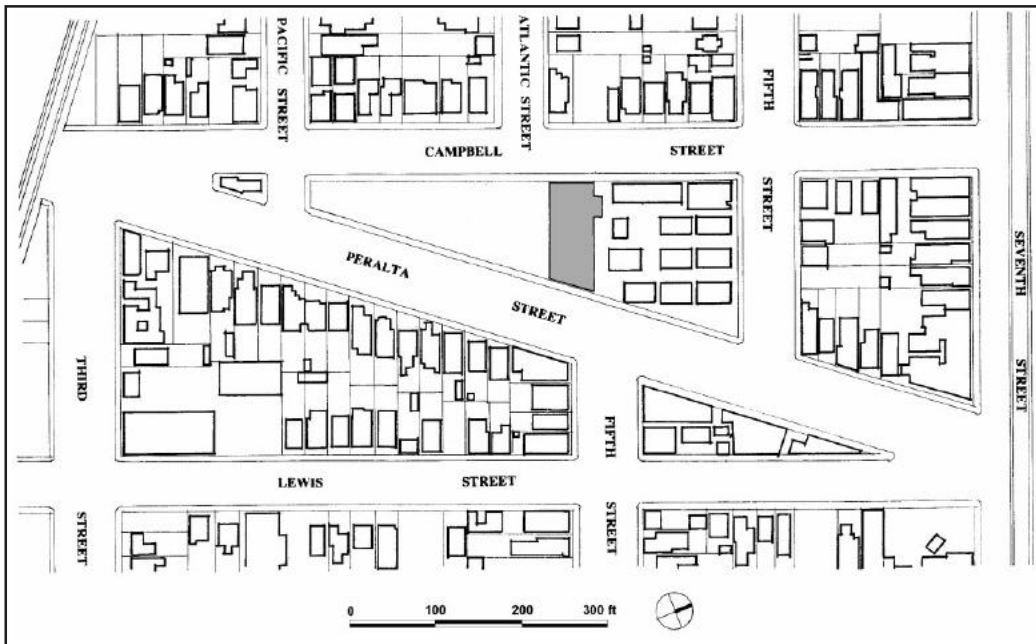 PACIFIC STREET
ATLANTIC STREET
FIFTH
STREET
CAMPBELL STREET
PERALTA
STREET
SEVENTH
STREET
THIRD
STREET
FIFTH
STREET
LEWIS STREET
0 100 200 300 ft